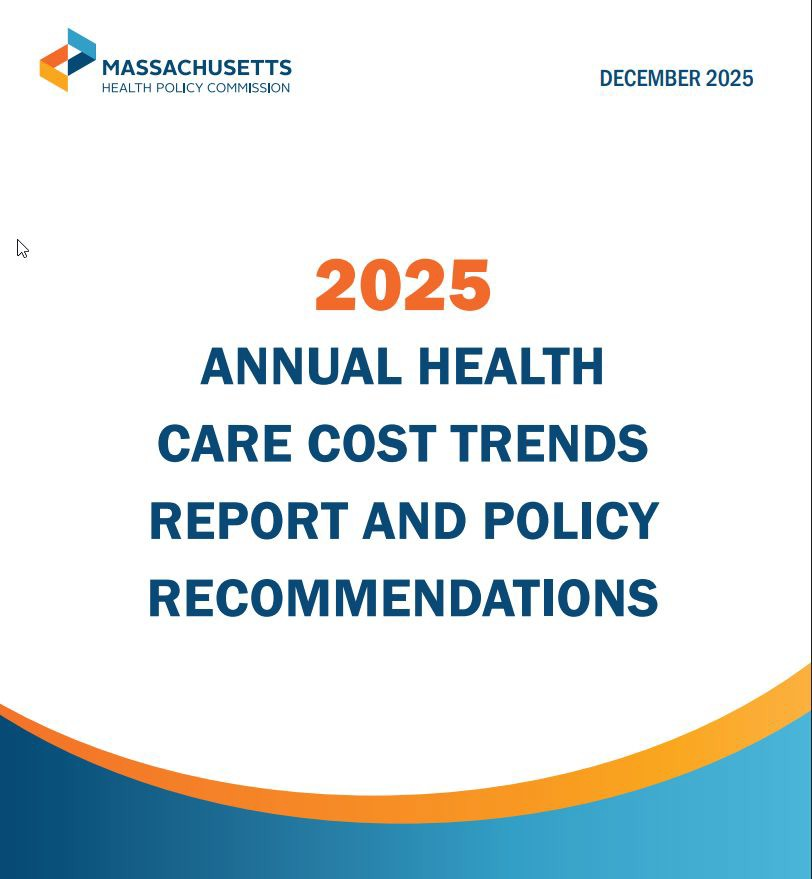 MASSACHUSETTS
HEALTH POLICY COMMISSION
DECEMBER 2025
2025
ANNUAL HEALTH
CARE COST TRENDS
REPORT AND POLICY
RECOMMENDATIONS